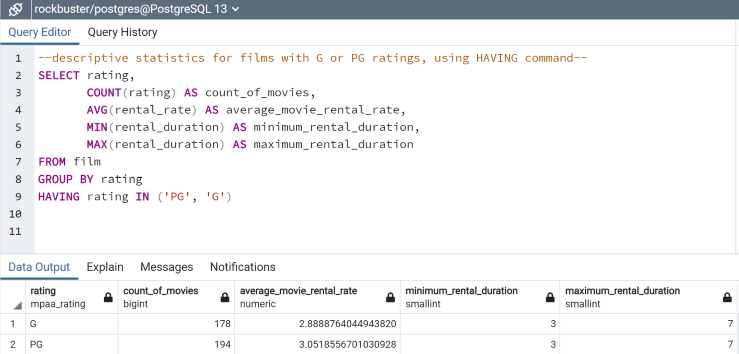 rockbuster/postgres@PostgreSQL 13
Query Editor Query History
1 --descriptive statistics for films with G or PG ratings, using HAVING command--
2 SELECT rating,
3 COUNT(rating) AS count_of_movies,
4 AVG(rental_rate) AS average_movie_rental_rate,
5 MIN(rental_duration) AS minimum_rental_duration,
6 MAX(rental_duration) AS maximum_rental_duration
7 FROM film
8 GROUP BY rating
9 HAVING rating IN ('PG', 'G')
10
11
Data Output Explain Messages Notifications
rating count_of_movies average_movie_rental_rate minimum_rental_duration maximum_rental_duration
mpaa_rating bigint numeric smallint smallint
1 G 178 2.8888764044943820 3 7
2 PG 194 3.0518556701030928 3 7